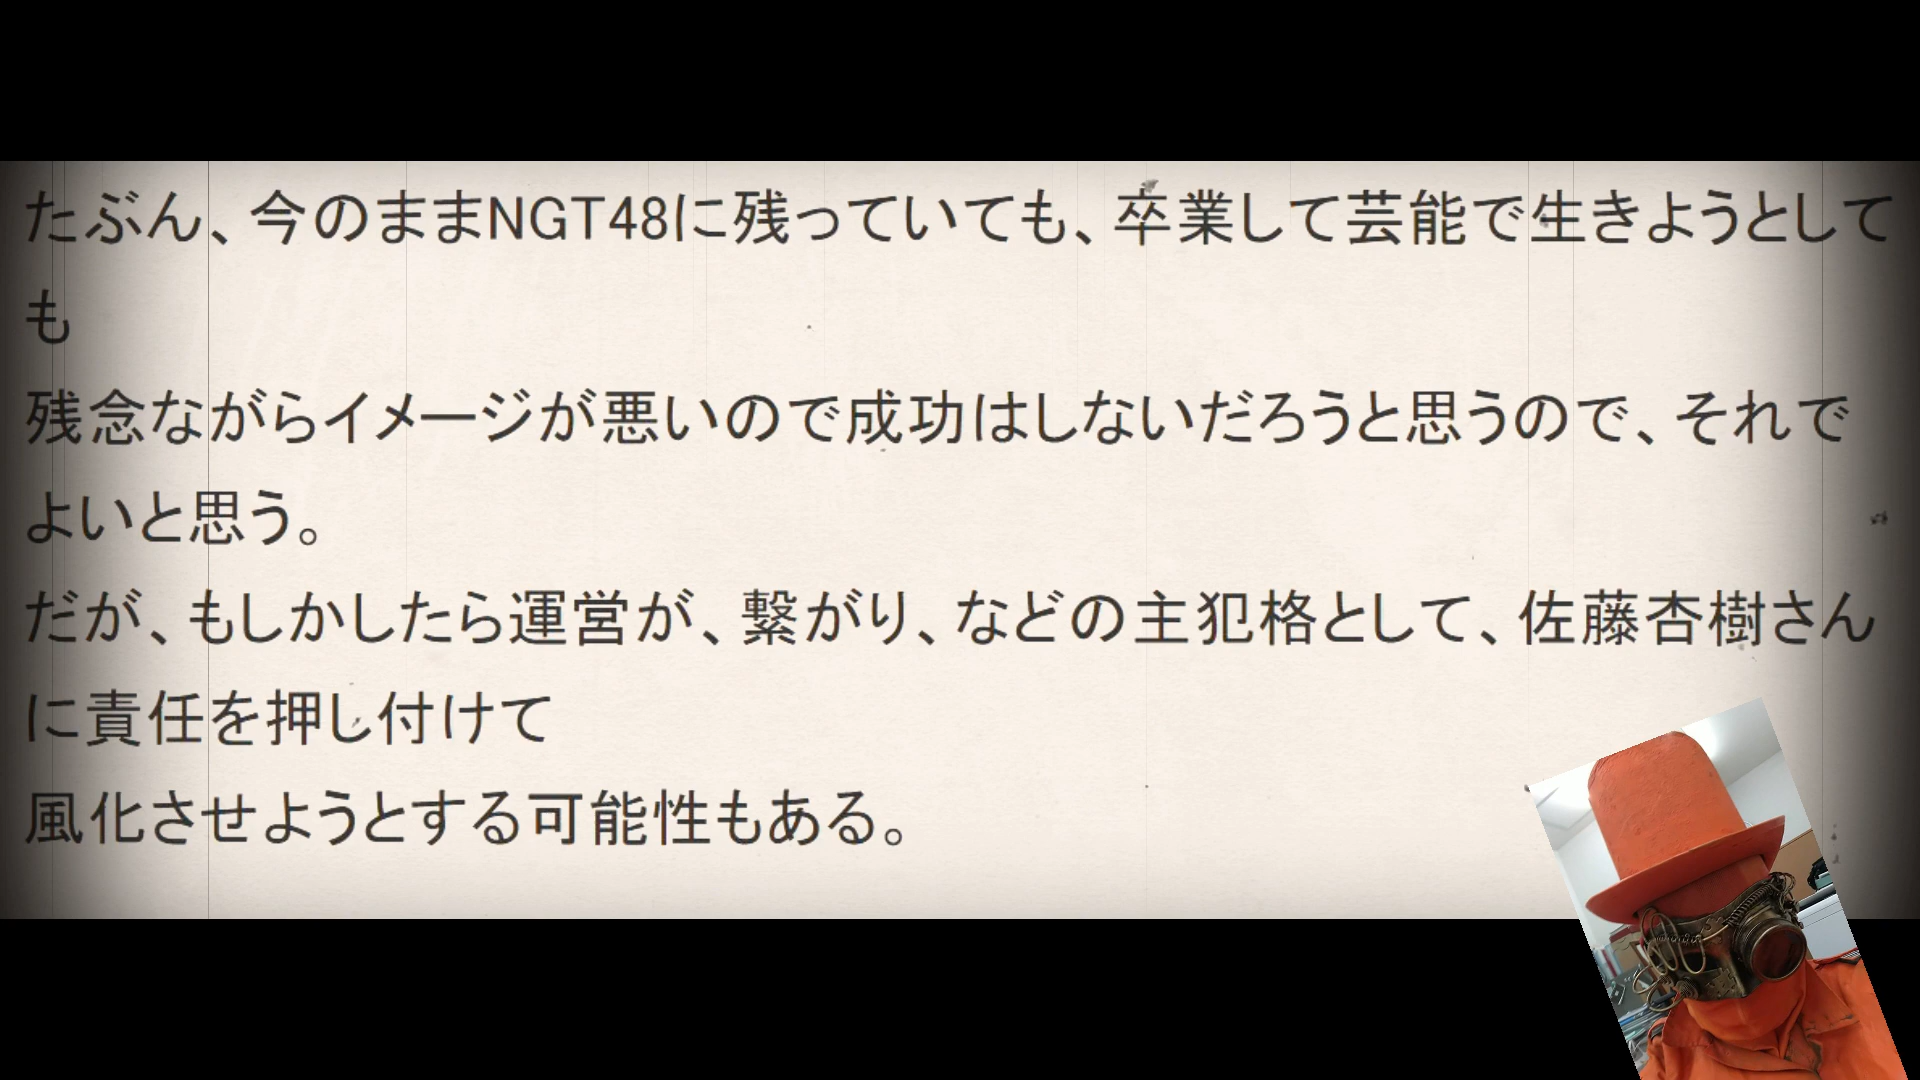 たぶん、今のままNGT48に残っていても、卒業して芸能で生きようとして
も
残念ながらイメージが悪いので成功はしないだろうと思うので、それで
よいと思う。
だが、もしかしたら運営が、繋がり、などの主犯格として、佐藤杏樹さん
に責任を押し付けて
風化させようとする可能性もある。